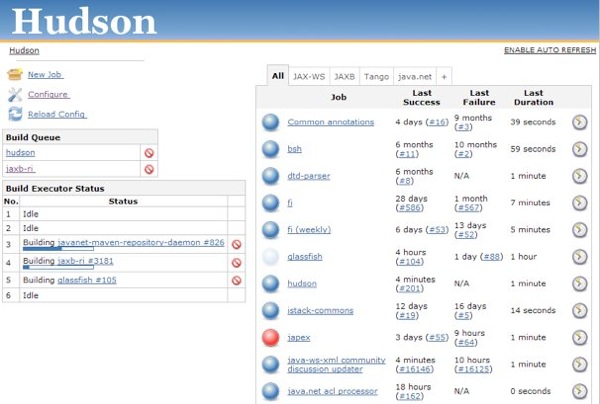 Hudson
Hudson
ENABLE AUTO REFRESH
New Job
Configure
Reload Config
Build Queue
hudson
jaxb-ri
Build Executor Status
No. Status
1 Idle
2 Idle
3 Building javanet-maven-repository-daemon #826
4 Building jaxb-ri #3181
5 Building glassfish #105
6 Idle
All JAX-WS JAXB Tango java.net +
Job Last Success Last Failure Last Duration
Common annotations 4 days (#16) 9 months (#3) 39 seconds
bsh 6 months (#11) 10 months (#2) 59 seconds
dtd-parser 6 months (#8) N/A 1 minute
fi 28 days (#586) 1 month (#567) 7 minutes
fi (weekly) 6 days (#53) 13 days (#52) 5 minutes
glassfish 4 hours (#104) 1 day (#88) 1 hour
hudson 4 minutes (#201) N/A 1 minute
istack-commons 12 days (#19) 16 days (#5) 14 seconds
japex 3 days (#55) 9 hours (#64) 1 minute
java-ws-xml community discussion updater 4 minutes (#16146) 10 hours (#16125) 1 minute
java.net acl processor 18 hours (#162) N/A 0 seconds